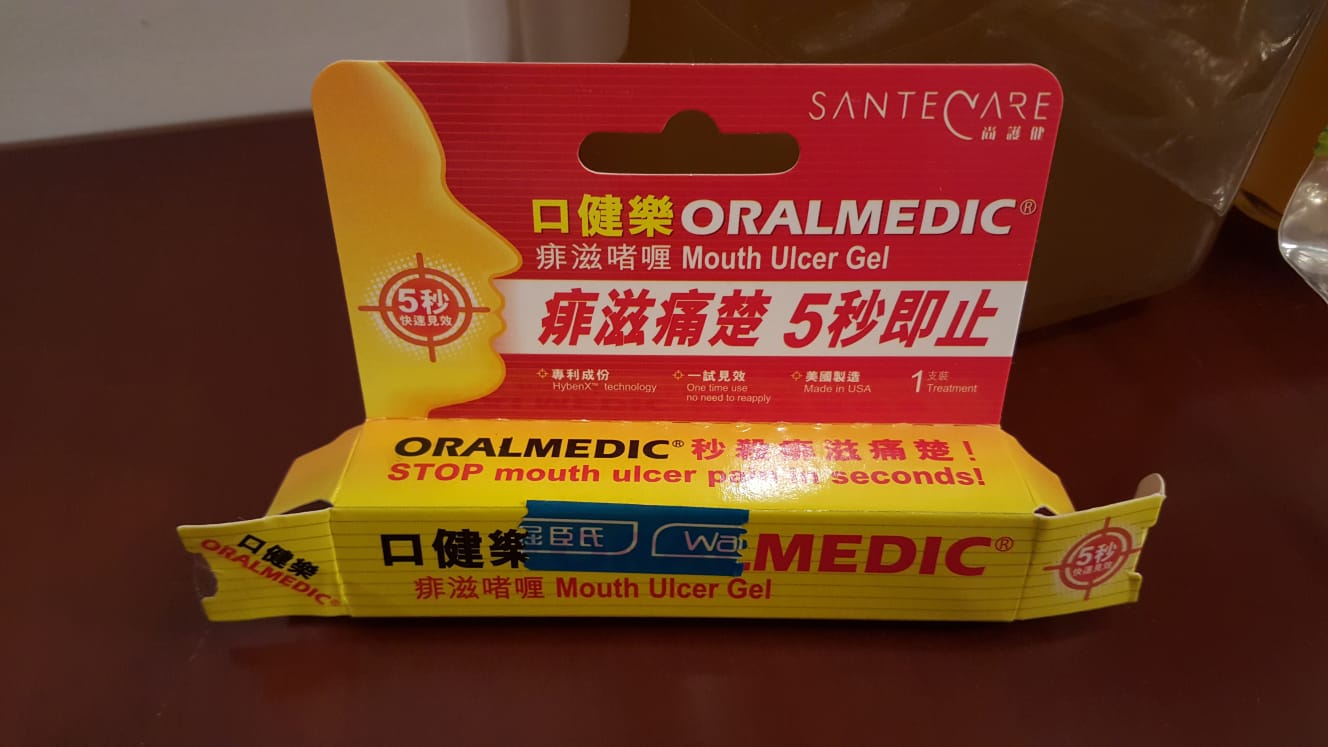 SANTECARE
尚護健
口健樂ORALMEDIC®
痱滋啫喱 Mouth Ulcer Gel
痱滋痛楚 5秒即止
5秒
快速見效
專利成份
HybenX™ technology
一試見效
One time use
no need to reapply
美國製造
Made in USA
1支裝
Treatment
ORALMEDIC®秒殺痱滋痛楚!
STOP mouth ulcer pain in seconds!
口健樂
ORALMEDIC®
口健樂 LMEDIC®
屈臣氏
痱滋啫喱 Mouth Ulcer Gel
5秒
快速見效